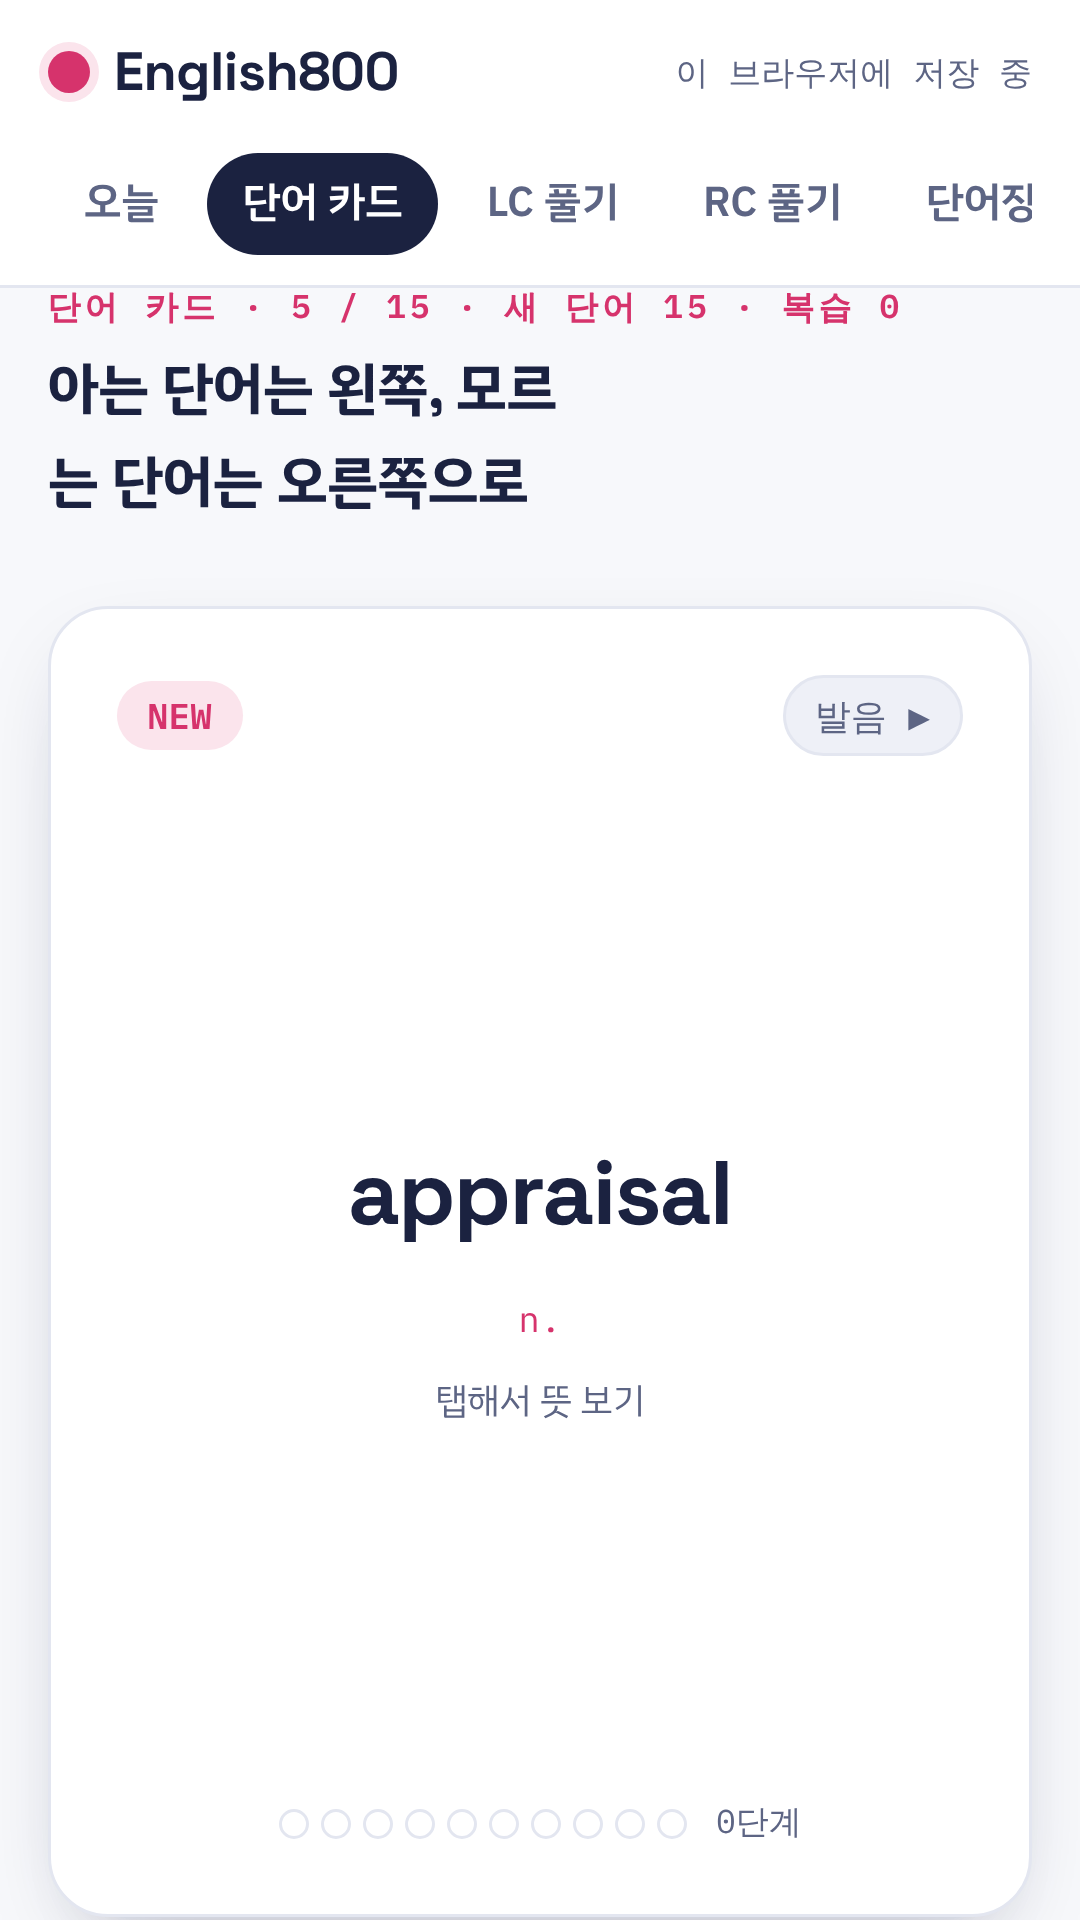 English800
이 브라우저에 저장 중
오늘 단어 카드 LC 풀기 RC 풀기 단어장
단어 카드 · 5 / 15 · 새 단어 15 · 복습 0
아는 단어는 왼쪽, 모르
는 단어는 오른쪽으로
NEW
발음 ▶
appraisal
n.
탭해서 뜻 보기
0단계